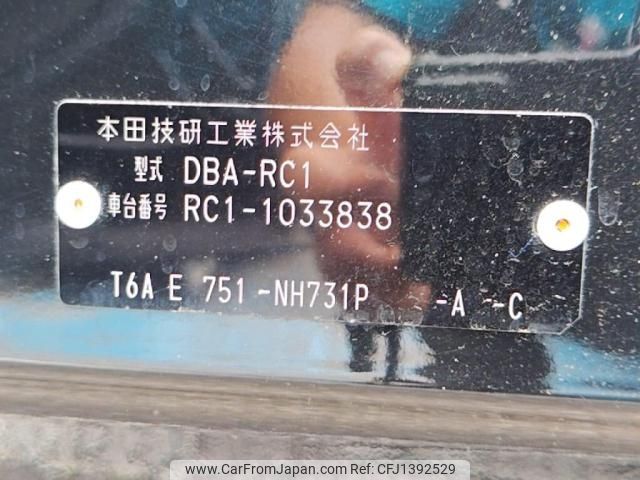 本田技研工業株式会社
型式 DBA-RC1
車台番号 RC1-1033838
T6A E 751-NH731P -A -C
www.CarFromJapan.com | Ref No: CFJ1392529